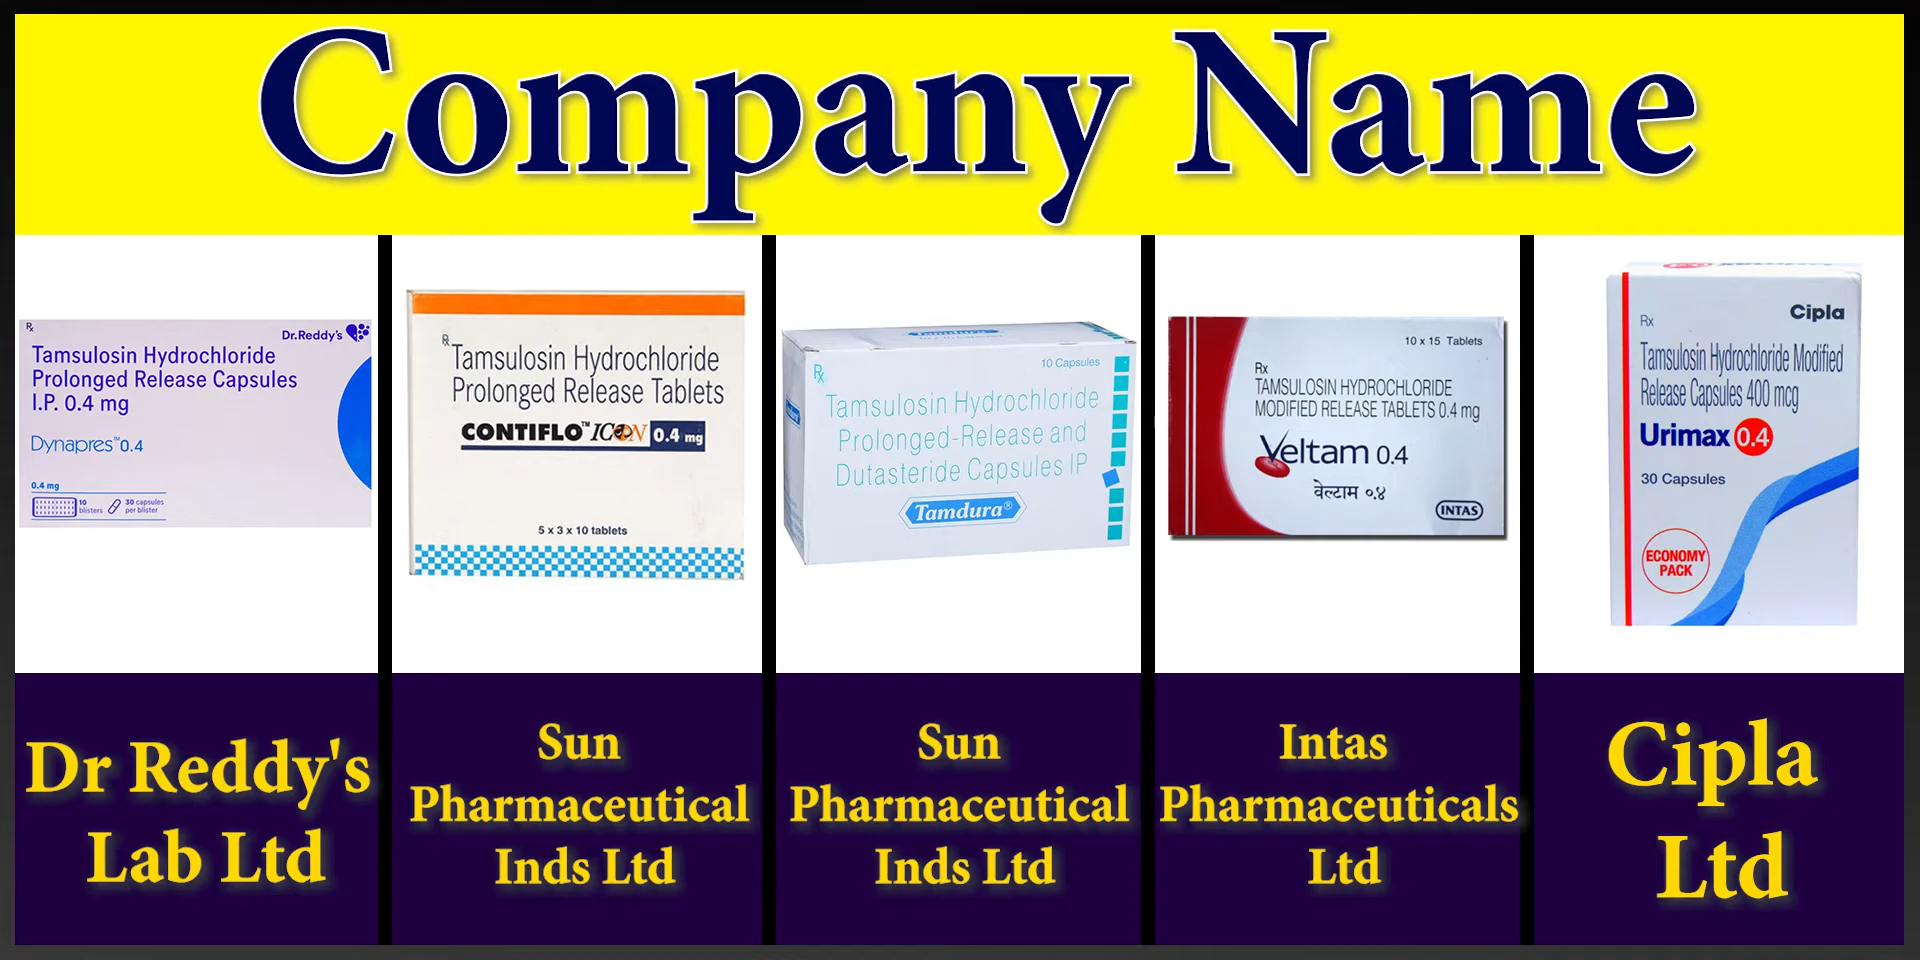 Company Name
Rx
Dr.Reddy's
Tamsulosin Hydrochloride
Prolonged Release Capsules
I.P. 0.4 mg
Dynapres™0.4
0.4 mg
10
blisters
30 capsules
per blister
Rx
Tamsulosin Hydrochloride
Prolonged Release Tablets
CONTIFLO™ ICON 0.4 mg
5 x 3 x 10 tablets
Tamdura
10 Capsules
Rx
Tamsulosin Hydrochloride
Prolonged-Release and
Dutasteride Capsules IP
Tamdura®
10 x 15 Tablets
Rx
TAMSULOSIN HYDROCHLORIDE
MODIFIED RELEASE TABLETS 0.4 mg
Veltam 0.4
वेल्टाम ०.४
INTAS
Cipla
Rx
Tamsulosin Hydrochloride Modified
Release Capsules 400 mcg
Urimax 0.4
30 Capsules
ECONOMY
PACK
Dr Reddy's
Lab Ltd
Sun
Pharmaceutical
Inds Ltd
Sun
Pharmaceutical
Inds Ltd
Intas
Pharmaceuticals
Ltd
Cipla
Ltd